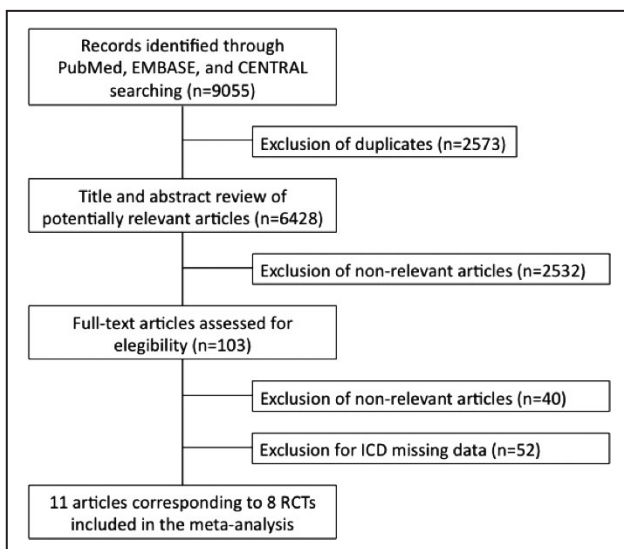 Records identified through
PubMed, EMBASE, and CENTRAL
searching (n=9055)
Exclusion of duplicates (n=2573)
Title and abstract review of
potentially relevant articles (n=6428)
Exclusion of non-relevant articles (n=2532)
Full-text articles assessed for
elegibility (n=103)
Exclusion of non-relevant articles (n=40)
Exclusion for ICD missing data (n=52)
11 articles corresponding to 8 RCTs
included in the meta-analysis